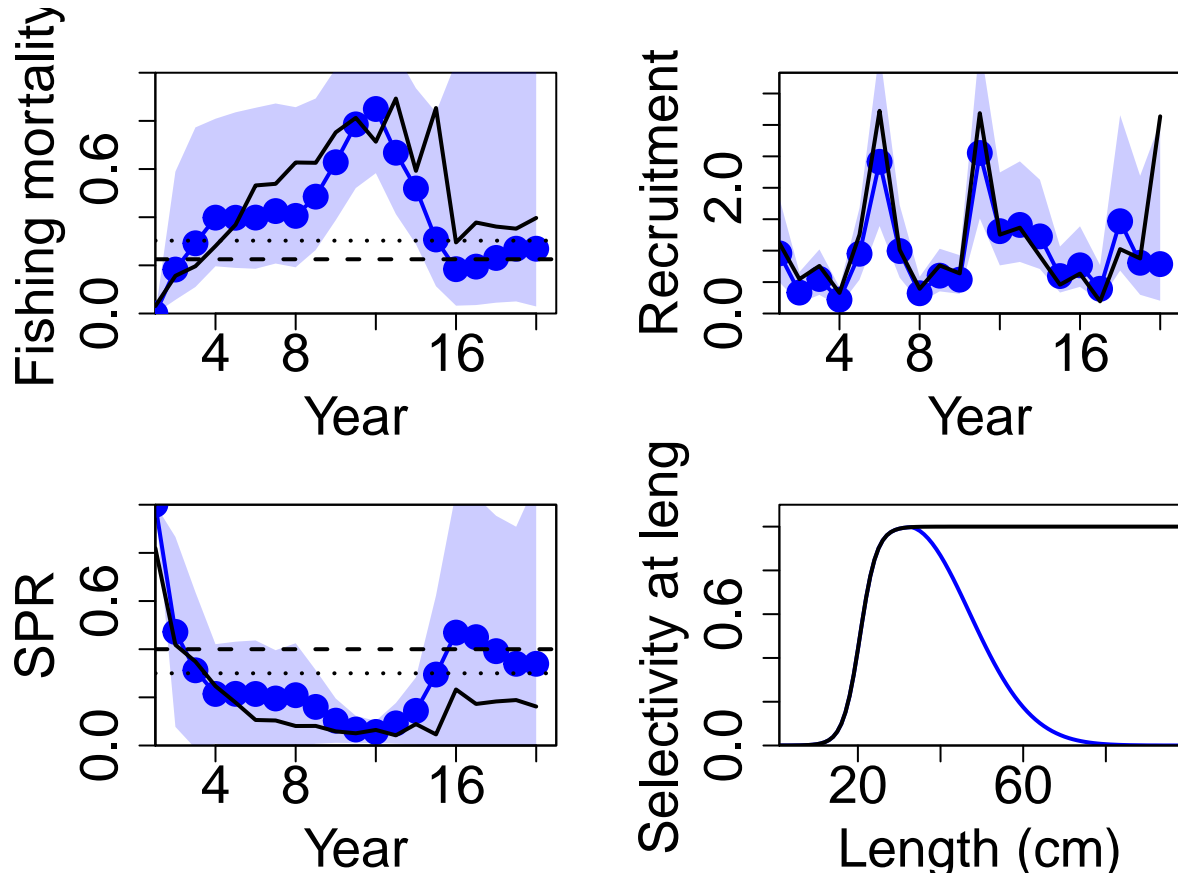 Fishing mortality
0.0 0.6
4 8 16
Year
Recruitment
0.0 2.0
4 8 16
Year
SPR
0.0 0.6
4 8 16
Year
Selectivity at leng
0.0 0.6
20 60
Length (cm)